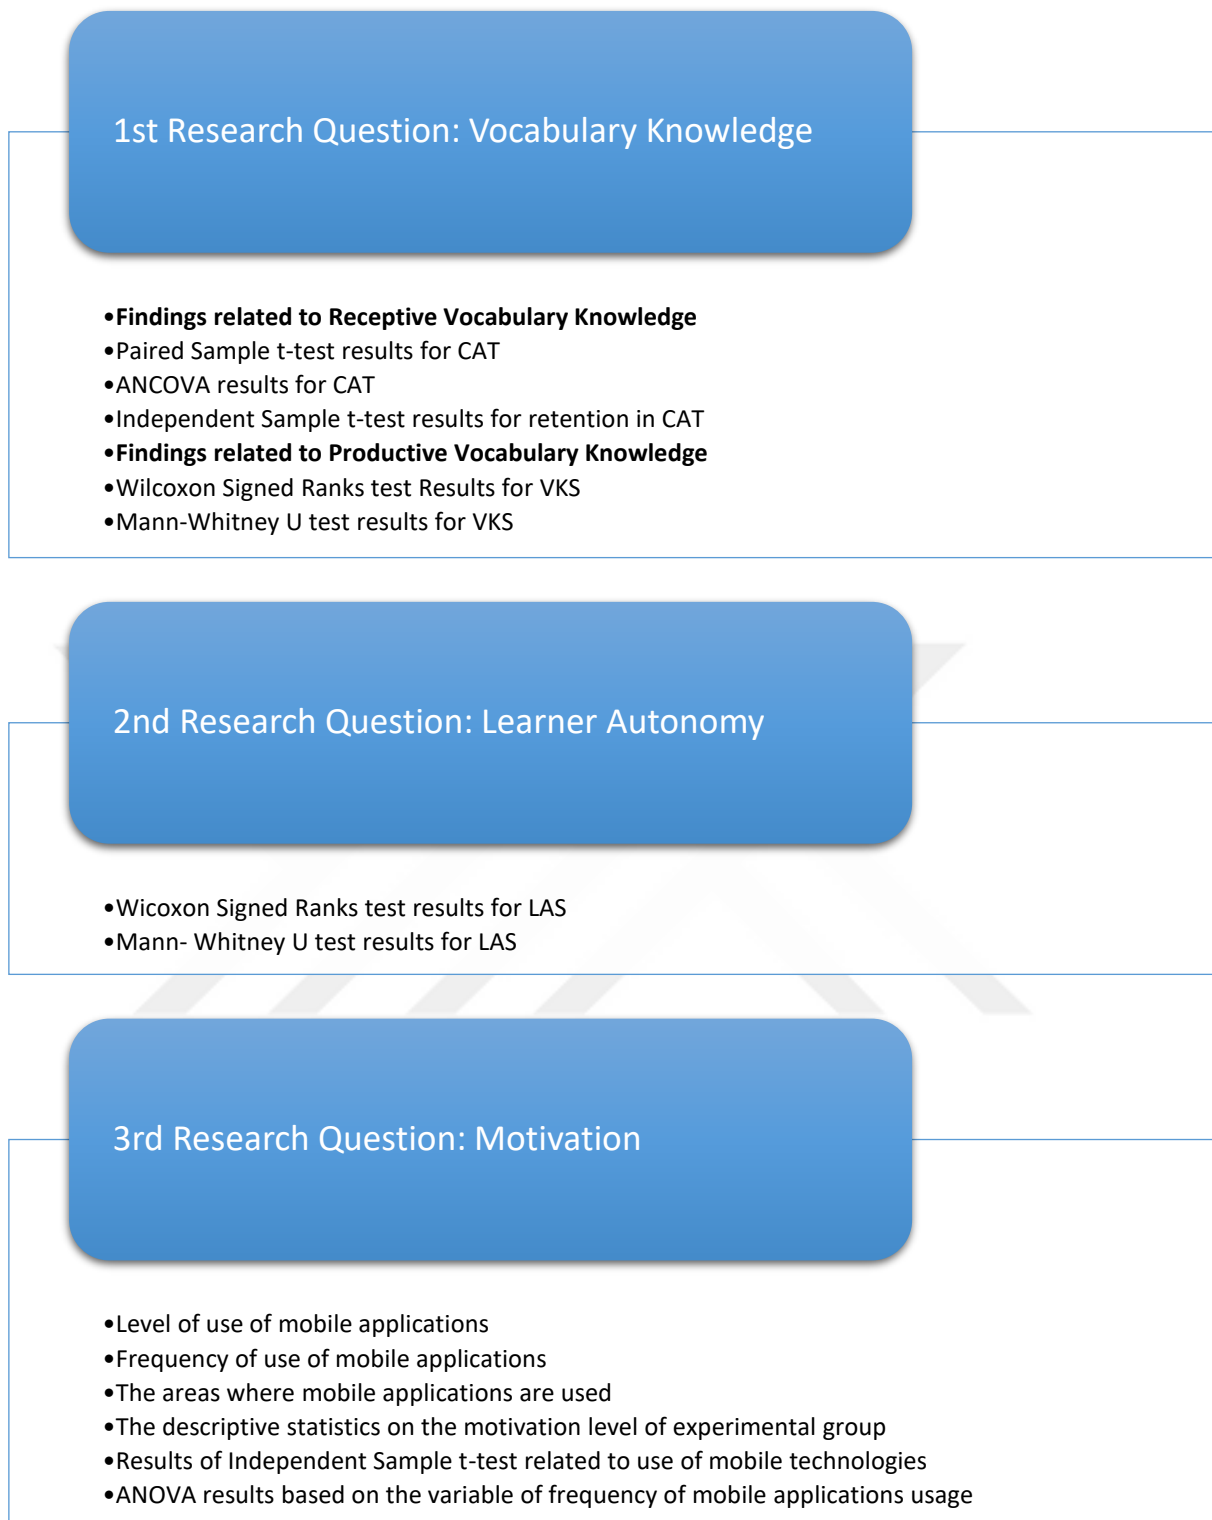 1st Research Question: Vocabulary Knowledge
•Findings related to Receptive Vocabulary Knowledge
•Paired Sample t-test results for CAT
•ANCOVA results for CAT
•Independent Sample t-test results for retention in CAT
•Findings related to Productive Vocabulary Knowledge
•Wilcoxon Signed Ranks test Results for VKS
•Mann-Whitney U test results for VKS
2nd Research Question: Learner Autonomy
•Wicoxon Signed Ranks test results for LAS
•Mann- Whitney U test results for LAS
3rd Research Question: Motivation
•Level of use of mobile applications
•Frequency of use of mobile applications
•The areas where mobile applications are used
•The descriptive statistics on the motivation level of experimental group
•Results of Independent Sample t-test related to use of mobile technologies
•ANOVA results based on the variable of frequency of mobile applications usage